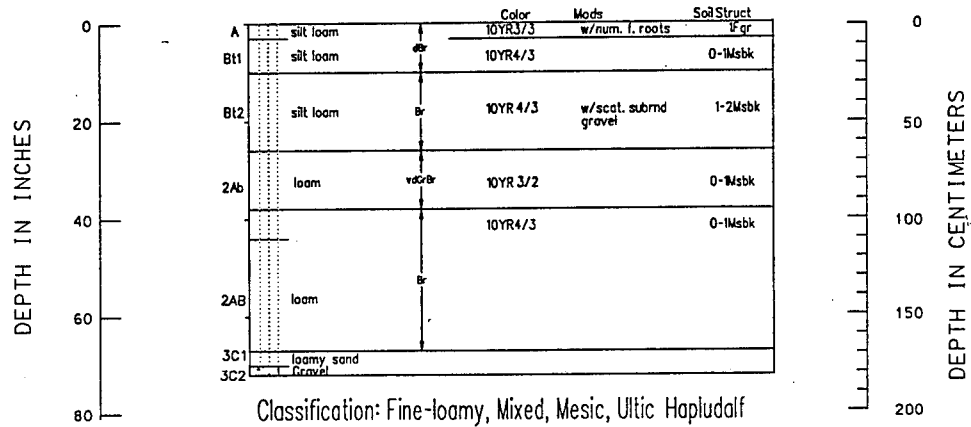 Color Mods Soil Struct
0 A silt loam 10YR3/3 w/num. f. roots 1Fgr 0
Bt1 silt loam dBr 10YR4/3 0-1Msbk
20 Bt2 silt loam Br 10YR 4/3 w/scat. subrnd gravel 1-2Msbk 50
2Ab loam vdGrBr 10YR 3/2 0-1Msbk
40 10YR4/3 0-1Msbk 100
Br
2AB loam
60 150
3C1 loamy sand
3C2 Gravel
80 200
DEPTH IN INCHES
DEPTH IN CENTIMETERS
Classification: Fine-loamy, Mixed, Mesic, Ultic Hapludalf